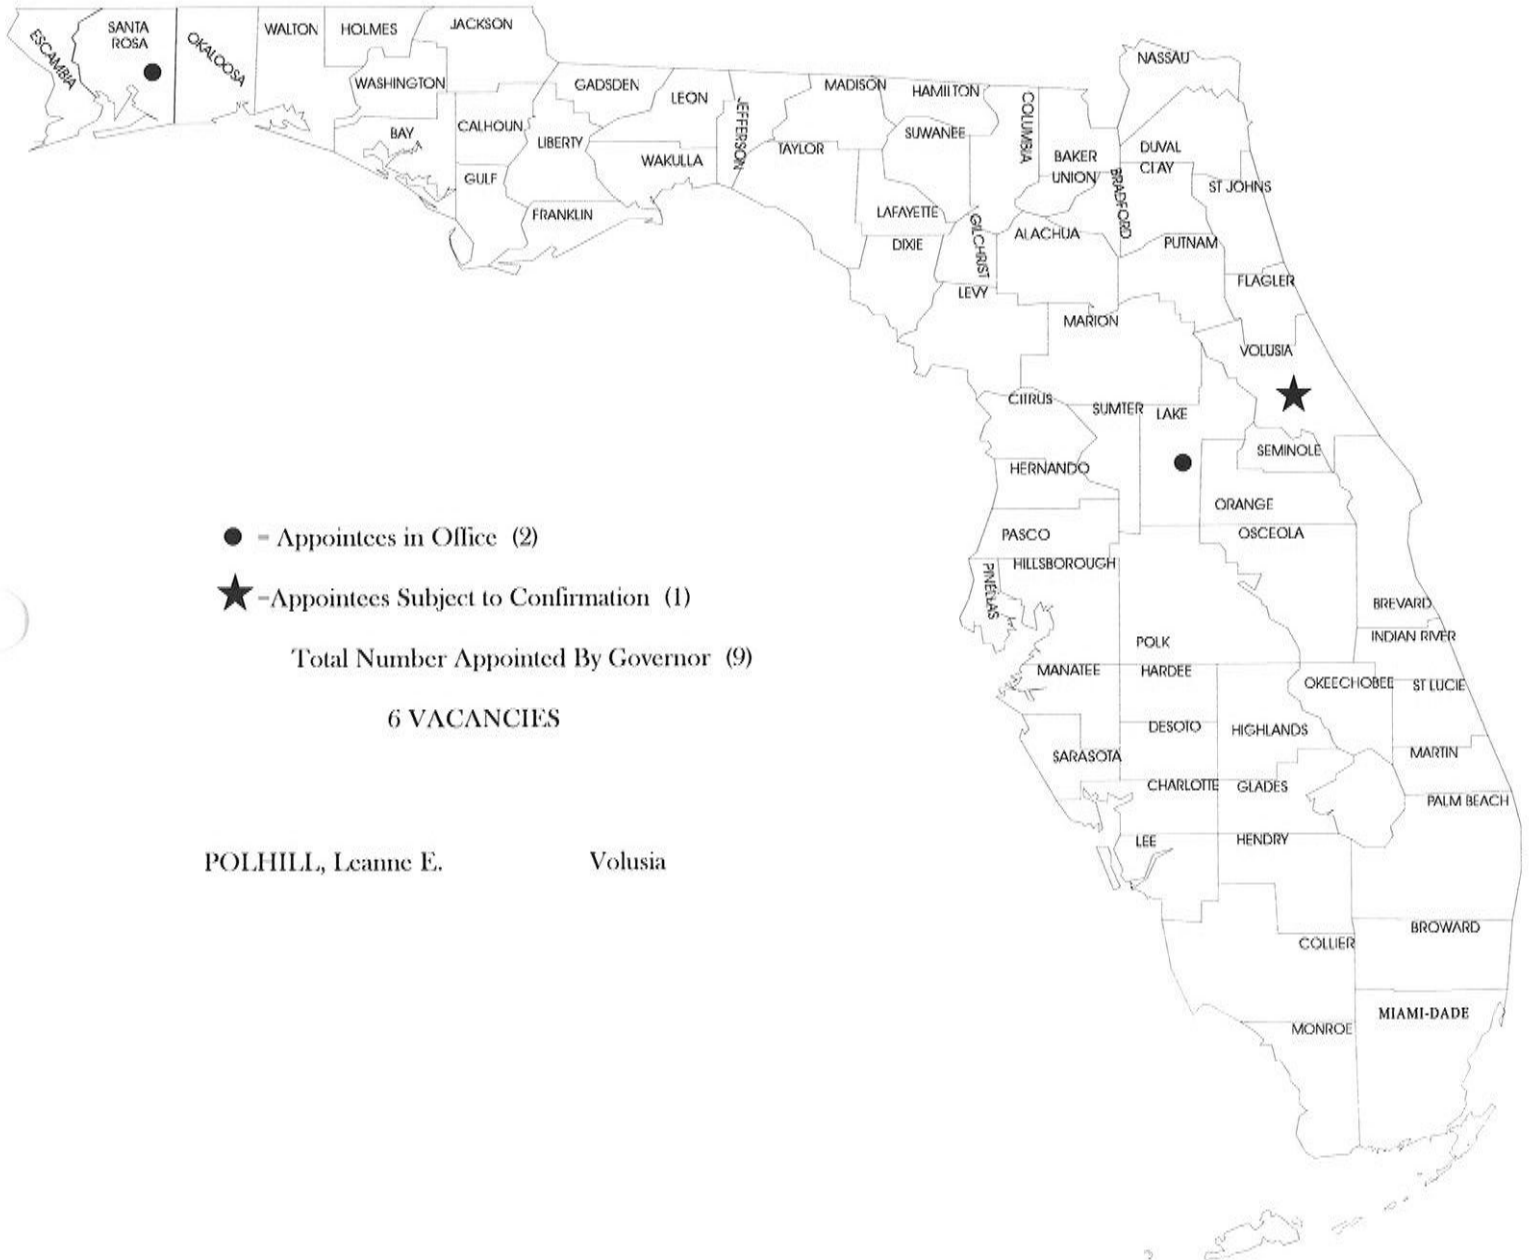 ESCAMBIA
SANTA
ROSA
OKALOOSA
WALTON
HOLMES
JACKSON
WASHINGTON
BAY
CALHOUN
GULF
GADSDEN
LIBERTY
LEON
WAKULLA
FRANKLIN
JEFFERSON
MADISON
TAYLOR
HAMILTON
SUWANEE
LAFAYETTE
DIXIE
COLUMBIA
GILCHRIST
LEVY
BAKER
UNION
BRADFORD
ALACHUA
NASSAU
DUVAL
CLAY
ST JOHNS
PUTNAM
FLAGLER
MARION
VOLUSIA
CITRUS
SUMTER
LAKE
SEMINOLE
HERNANDO
ORANGE
PASCO
OSCEOLA
HILLSBOROUGH
PINELLAS
BREVARD
INDIAN RIVER
POLK
MANATEE
HARDEE
OKEECHOBEE
ST LUCIE
DESOTO
HIGHLANDS
SARASOTA
MARTIN
CHARLOTTE
GLADES
PALM BEACH
LEE
HENDRY
COLLIER
BROWARD
MIAMI-DADE
MONROE
= Appointees in Office (2)
=Appointees Subject to Confirmation (1)
Total Number Appointed By Governor (9)
6 VACANCIES
POLHILL, Leanne E. Volusia